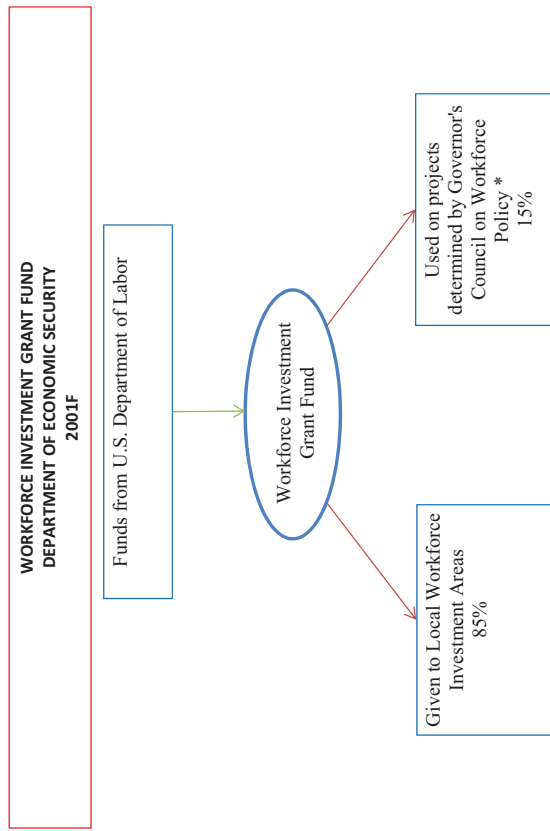 WORKFORCE INVESTMENT GRANT FUND
DEPARTMENT OF ECONOMIC SECURITY
2001F
Funds from U.S. Department of Labor
Workforce Investment
Grant Fund
Given to Local Workforce
Investment Areas
85%
Used on projects
determined by Governor's
Council on Workforce
Policy *
15%